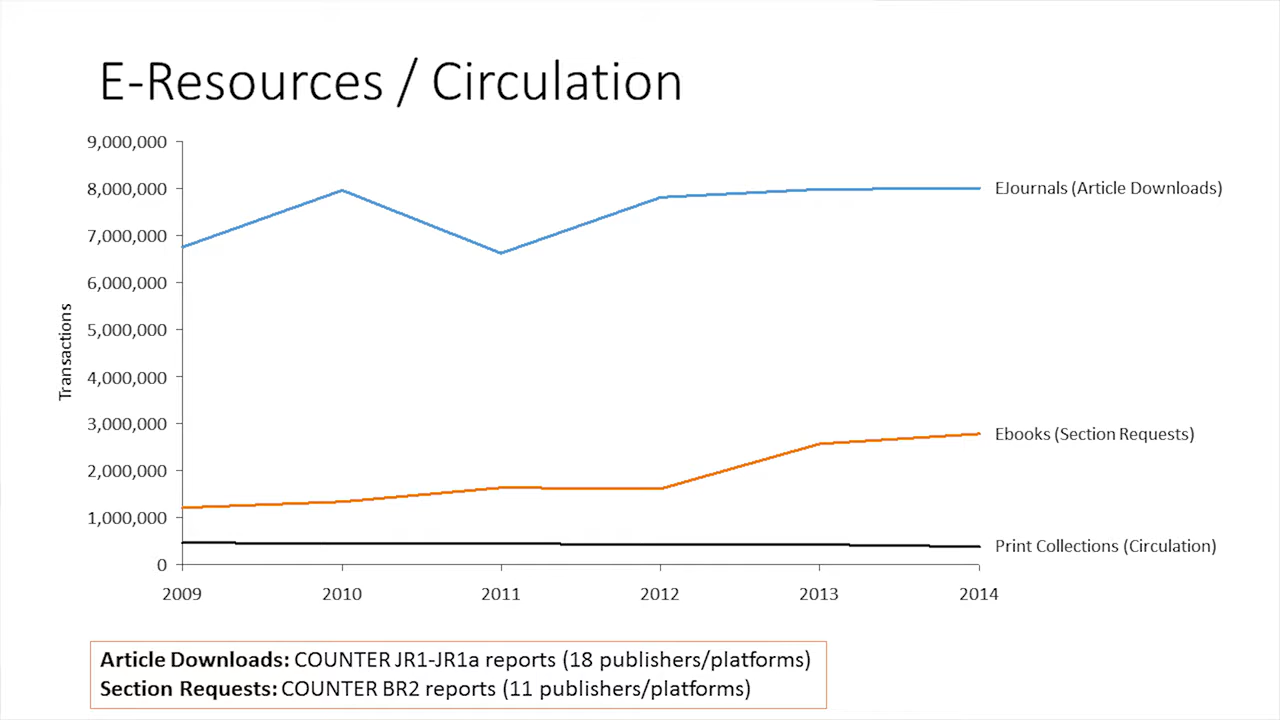 E-Resources / Circulation
9,000,000
8,000,000
7,000,000
6,000,000
5,000,000
4,000,000
3,000,000
2,000,000
1,000,000
0
Transactions
EJournals (Article Downloads)
Ebooks (Section Requests)
Print Collections (Circulation)
2009 2010 2011 2012 2013 2014
Article Downloads: COUNTER JR1-JR1a reports (18 publishers/platforms)
Section Requests: COUNTER BR2 reports (11 publishers/platforms)